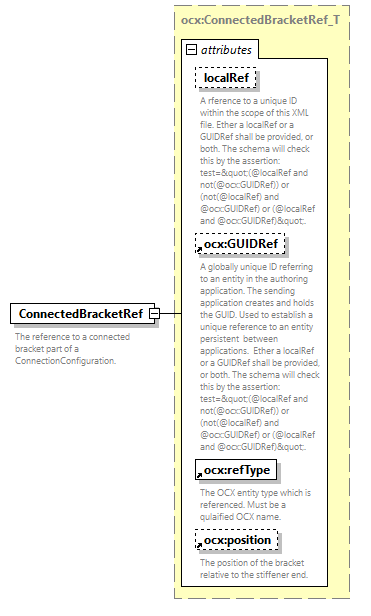 ocx:ConnectedBracketRef_T
attributes
localRef
A rference to a unique ID
within the scope of this XML
file. Ether a localRef or a
GUIDRef shall be provided, or
both. The schema will check
this by the assertion:
test=&quot;(@localRef and
not(@ocx:GUIDRef)) or
(not(@localRef) and
@ocx:GUIDRef) or (@localRef
and @ocx:GUIDRef)&quot;.
ocx:GUIDRef
A globally unique ID referring
to an entity in the authoring
application. The sending
application creates and holds
the GUID. Used to establish a
unique reference to an entity
persistent between
applications. Ether a localRef
or a GUIDRef shall be provided,
or both. The schema will check
this by the assertion:
test=&quot;(@localRef and
not(@ocx:GUIDRef)) or
(not(@localRef) and
@ocx:GUIDRef) or (@localRef
and @ocx:GUIDRef)&quot;.
ConnectedBracketRef
The reference to a connected
bracket part of a
ConnectionConfiguration.
ocx:refType
The OCX entity type which is
referenced. Must be a
qulaified OCX name.
ocx:position
The position of the bracket
relative to the stiffener end.